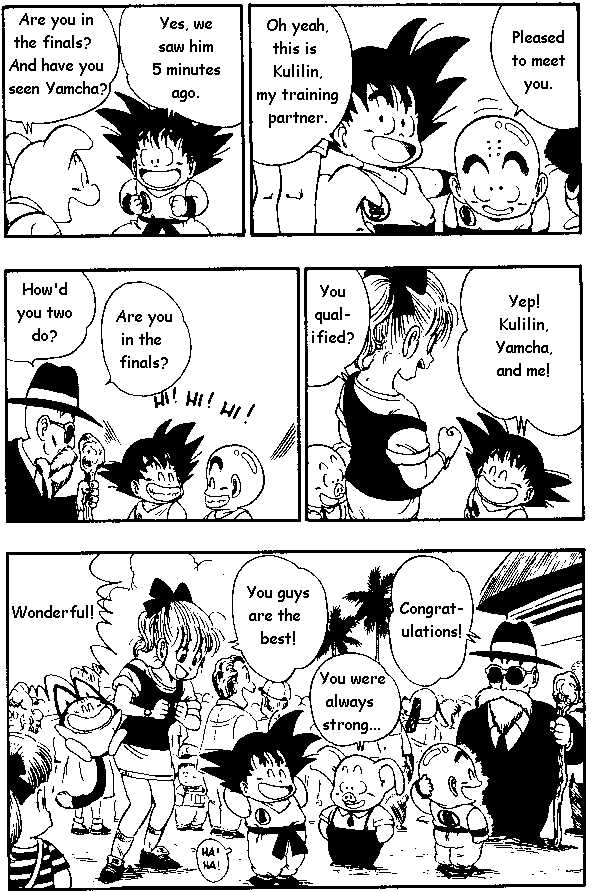 Are you in
the finals?
And have you
seen Yamcha?
Yes, we
saw him
5 minutes
ago.
Oh yeah,
this is
Kulilin,
my training
partner.
Pleased
to meet
you.
How'd
you two
do?
Are you
in the
finals?
HI! HI! HI!
You
qual-
ified?
Yep!
Kulilin,
Yamcha,
and me!
Wonderful!
You guys
are the
best!
You were
always
strong...
Congrat-
ulations!
HA!
HA!